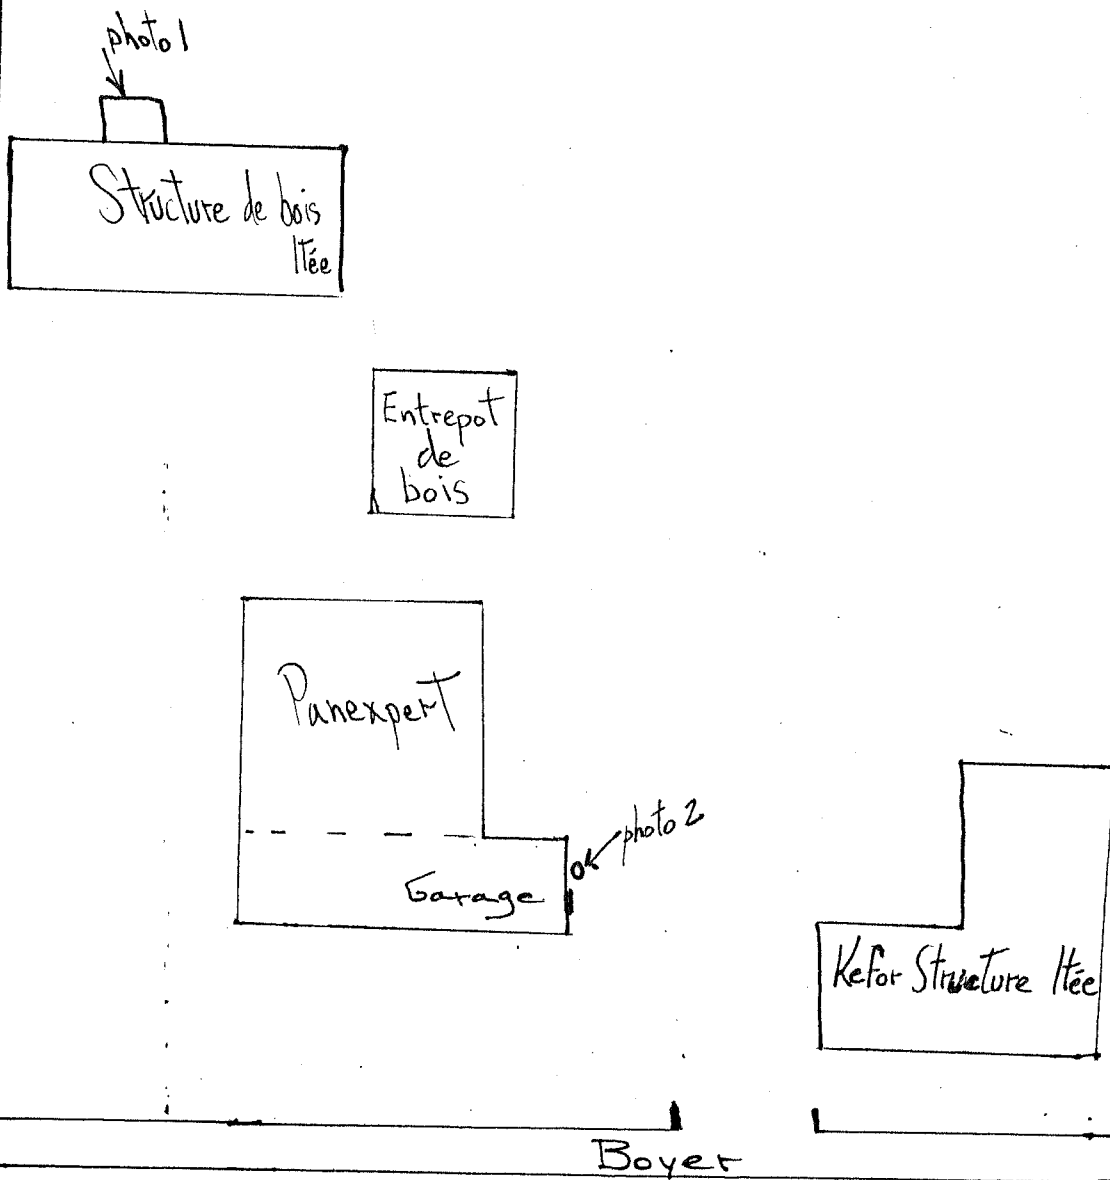 photo 1
Structure de bois
ltée
Entrepot
de
bois
Panexpert
photo 2
Garage
Kefor Structure ltée
Boyer